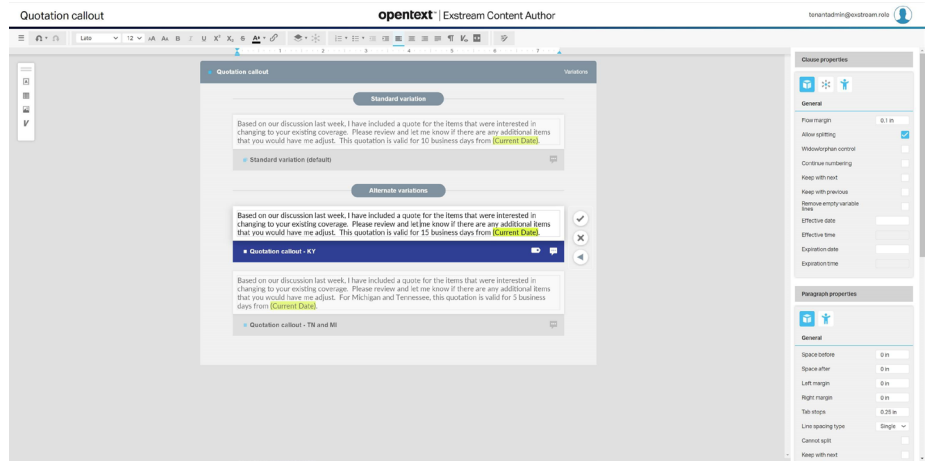 Quotation callout
opentext™ | Exstream Content Author
tenantadmin@exstream.role
Lato 12 AA AA B I U X² X₂ S A
1 2 3 4 5 6 7
Quotation callout Variations
Standard variation
Based on our discussion last week, I have included a quote for the items that were interested in
changing to your existing coverage. Please review and let me know if there are any additional items
that you would have me adjust. This quotation is valid for 10 business days from (Current Date).
Standard variation (default)
Alternate variations
Based on our discussion last week, I have included a quote for the items that were interested in
changing to your existing coverage. Please review and let me know if there are any additional items
that you would have me adjust. This quotation is valid for 15 business days from (Current Date).
Quotation callout - KY
Based on our discussion last week, I have included a quote for the items that were interested in
changing to your existing coverage. Please review and let me know if there are any additional items
that you would have me adjust. For Michigan and Tennessee, this quotation is valid for 5 business
days from (Current Date).
Quotation callout - TN and MI
Clause properties
General
Flow margin 0.1 in
Allow splitting
Widow/orphan control
Continue numbering
Keep with next
Keep with previous
Remove empty variable
lines
Effective date
Effective time
Expiration date
Expiration time
Paragraph properties
General
Space before 0 in
Space after 0 in
Left margin 0 in
Right margin 0 in
Tab stops 0.25 in
Line spacing type Single
Cannot split
Keep with next